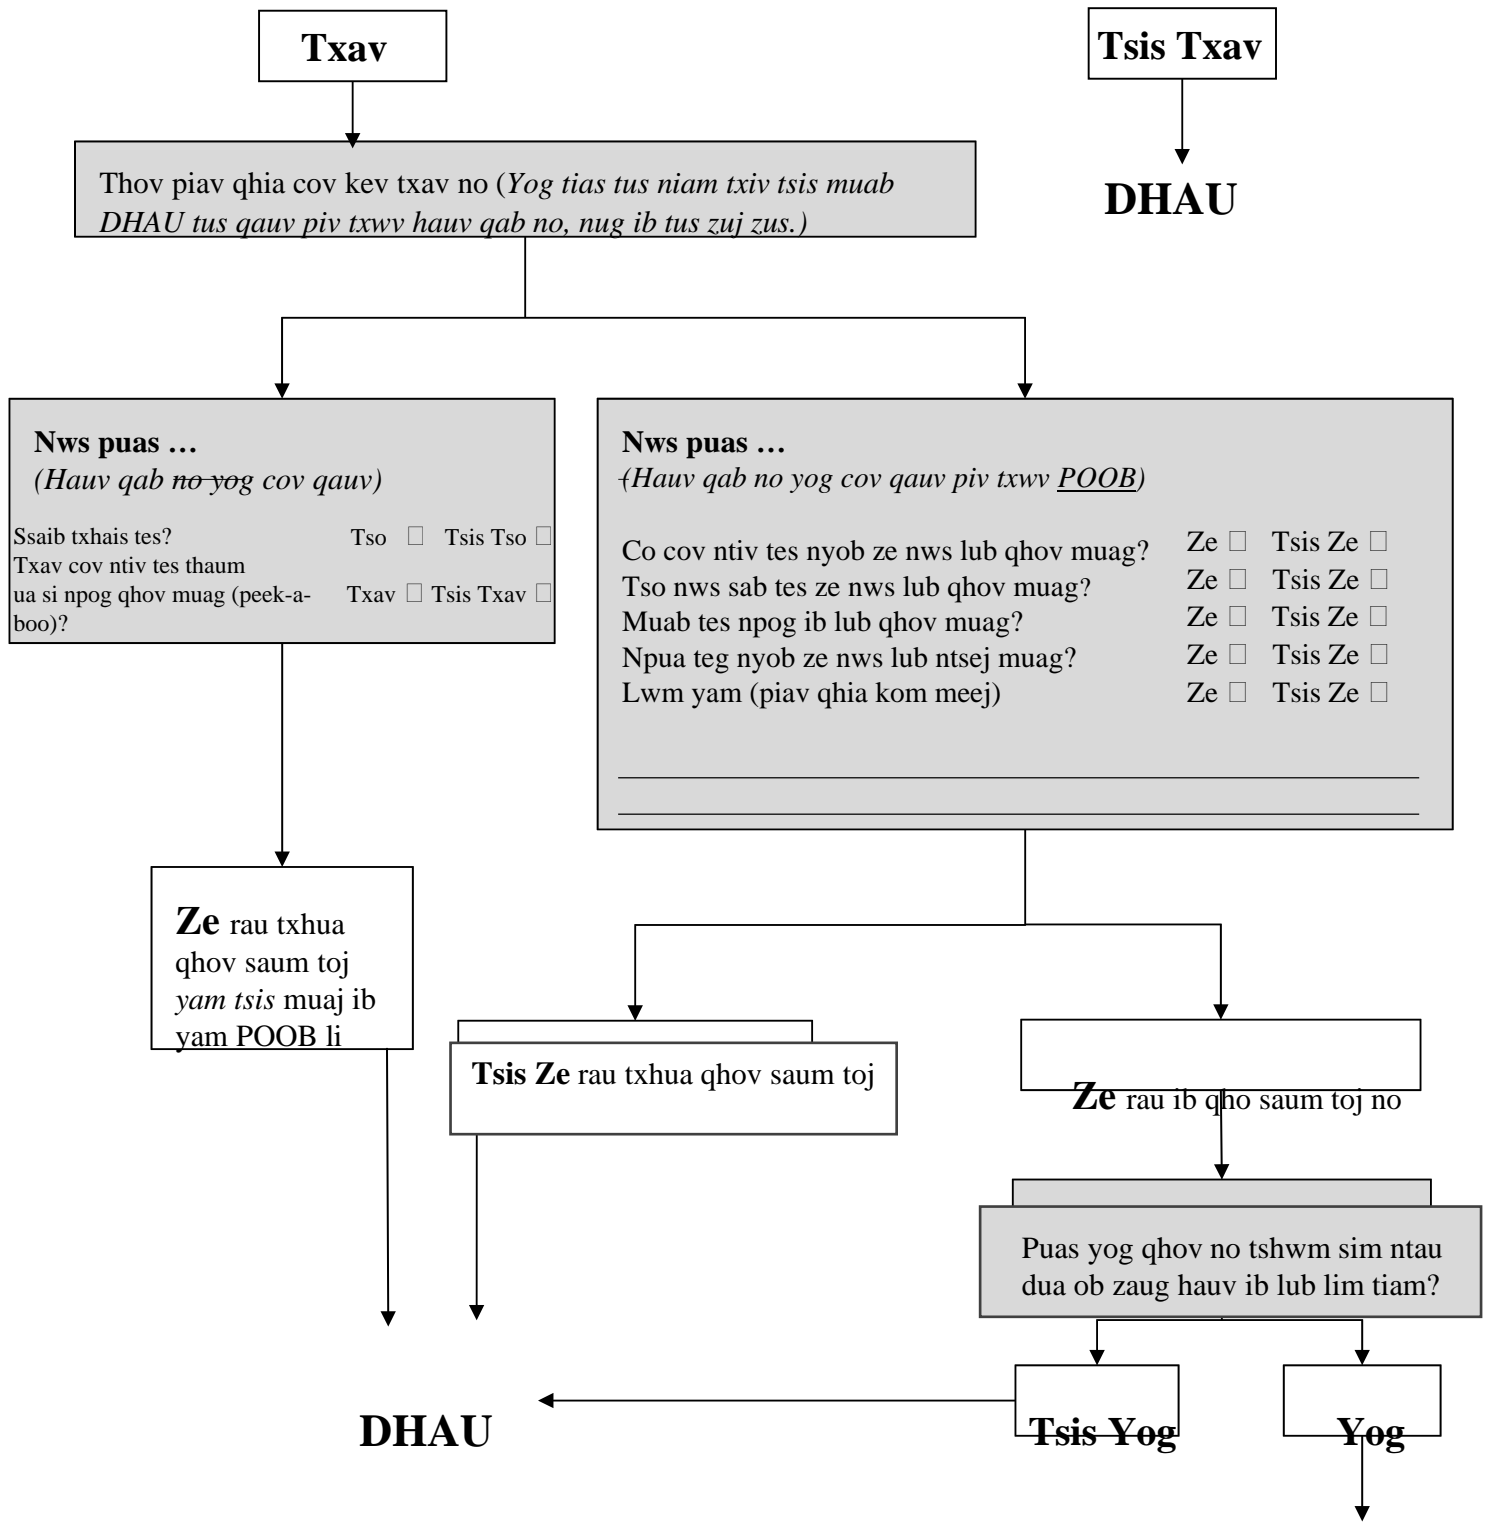 Txav
Tsis Txav
DHAU
Thov piav qhia cov kev txav no (Yog tias tus niam txiv tsis muab
DHAU tus qauv piv txwv hauv qab no, nug ib tus zuj zus.)
Nws puas …
(Hauv qab no yog cov qauv)
Ssaib txhais tes? Tso □ Tsis Tso □
Txav cov ntiv tes thaum
ua si npog qhov muag (peek-a- Txav □ Tsis Txav □
boo)?
Nws puas …
(Hauv qab no yog cov qauv piv txwv POOB)
Co cov ntiv tes nyob ze nws lub qhov muag? Ze □ Tsis Ze □
Tso nws sab tes ze nws lub qhov muag? Ze □ Tsis Ze □
Muab tes npog ib lub qhov muag? Ze □ Tsis Ze □
Npua teg nyob ze nws lub ntsej muag? Ze □ Tsis Ze □
Lwm yam (piav qhia kom meej) Ze □ Tsis Ze □
Ze rau txhua
qhov saum toj
yam tsis muaj ib
yam POOB li
Tsis Ze rau txhua qhov saum toj
Ze rau ib qho saum toj no
Puas yog qhov no tshwm sim ntau
dua ob zaug hauv ib lub lim tiam?
DHAU
Tsis Yog
Yog